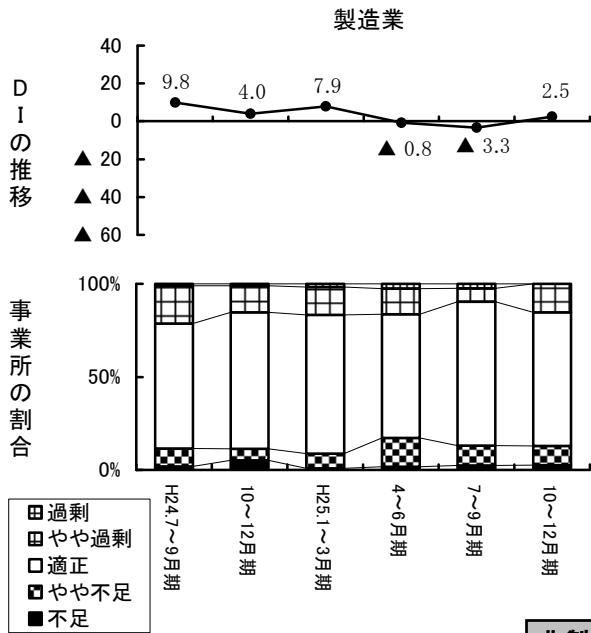 製造業
DIの推移
40
20
0
▲ 20
▲ 40
▲ 60
9.8
4.0
7.9
▲ 0.8
▲ 3.3
2.5
事業所の割合
100%
50%
0%
H24.7～9月期
10～12月期
H25.1～3月期
4～6月期
7～9月期
10～12月期
過剰
やや過剰
適正
やや不足
不足